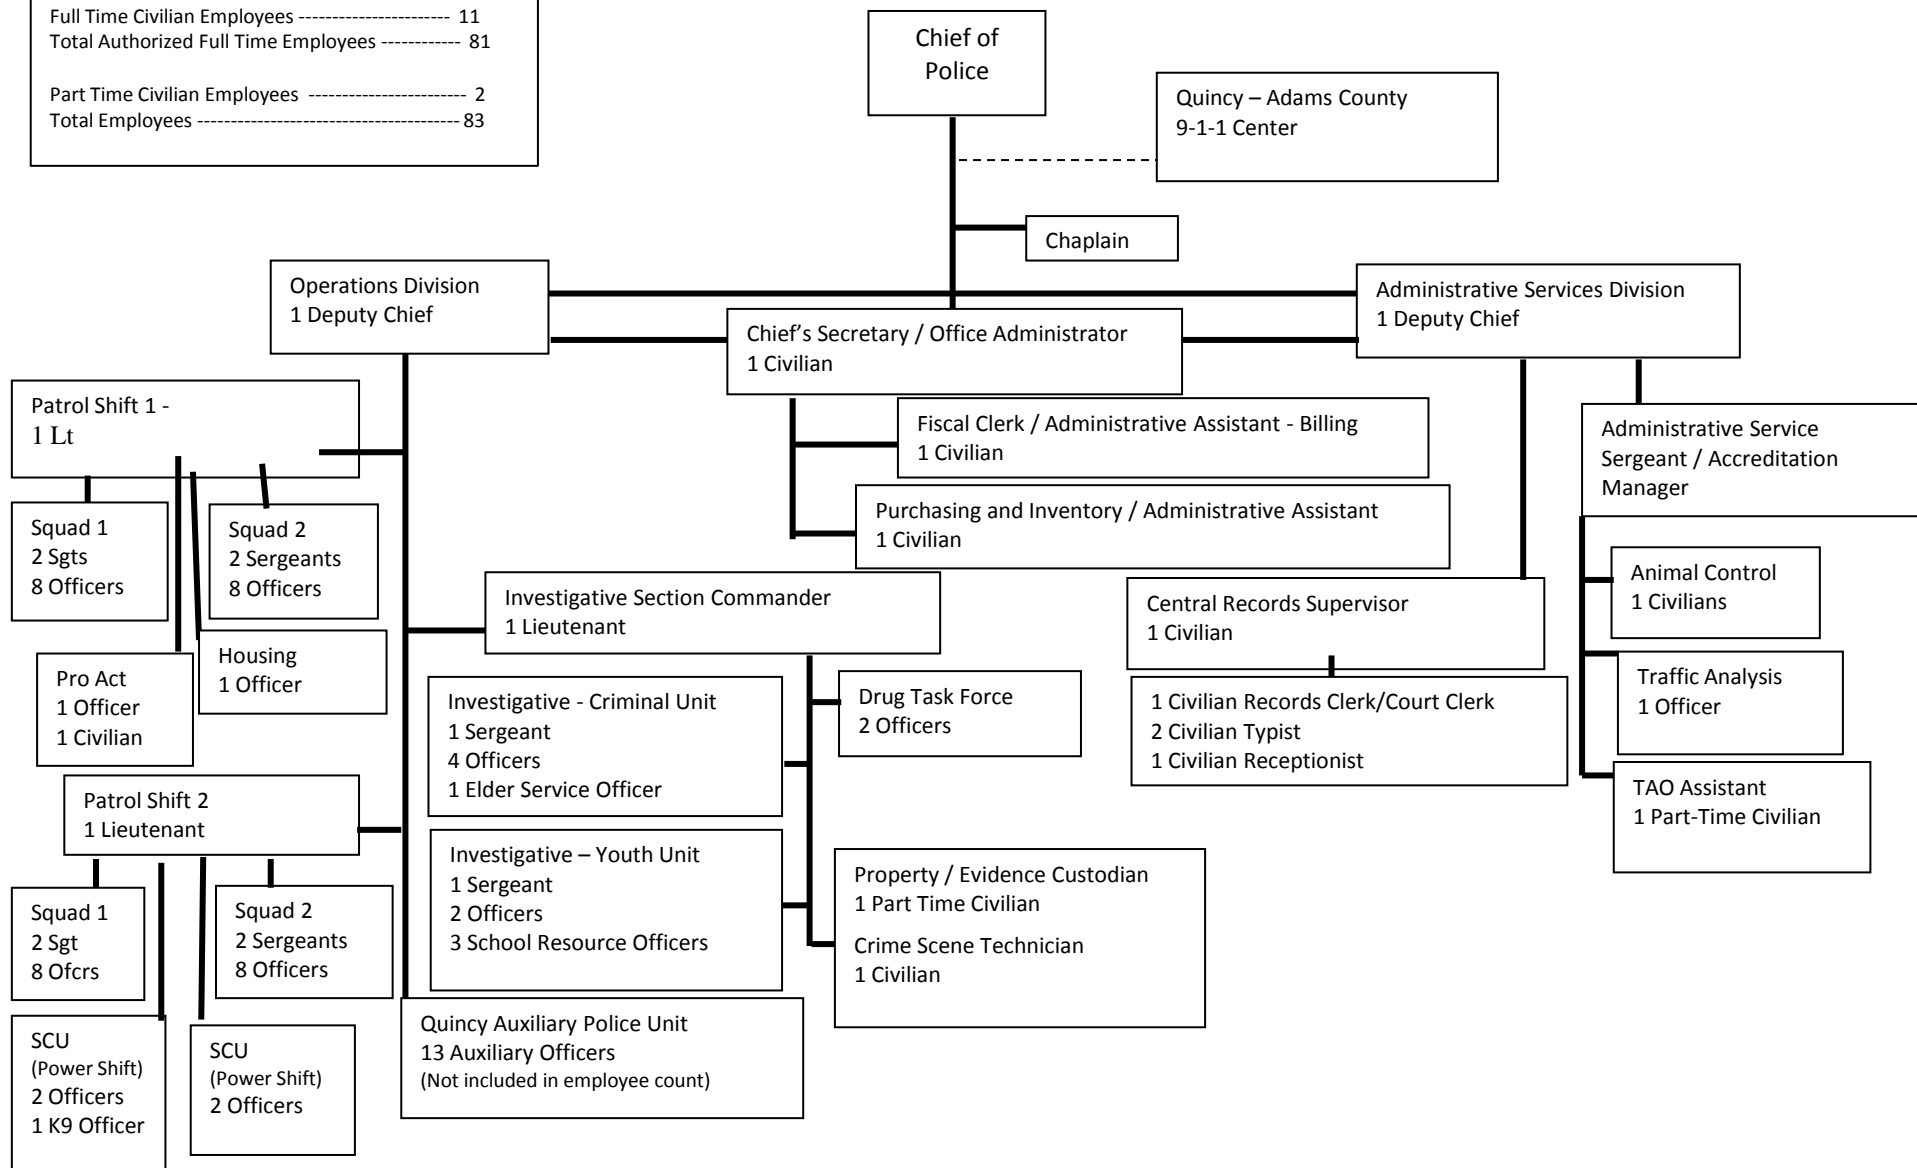 Full Time Civilian Employees ----------------------- 11
Total Authorized Full Time Employees ------------ 81
Part Time Civilian Employees ------------------------ 2
Total Employees --------------------------------------- 83
Chief of
Police
Quincy – Adams County
9-1-1 Center
Chaplain
Operations Division
1 Deputy Chief
Chief’s Secretary / Office Administrator
1 Civilian
Administrative Services Division
1 Deputy Chief
Fiscal Clerk / Administrative Assistant - Billing
1 Civilian
Purchasing and Inventory / Administrative Assistant
1 Civilian
Patrol Shift 1 -
1 Lt
Squad 1
2 Sgts
8 Officers
Squad 2
2 Sergeants
8 Officers
Pro Act
1 Officer
1 Civilian
Housing
1 Officer
Patrol Shift 2
1 Lieutenant
Squad 1
2 Sgt
8 Ofcrs
Squad 2
2 Sergeants
8 Officers
SCU
(Power Shift)
2 Officers
1 K9 Officer
SCU
(Power Shift)
2 Officers
Investigative Section Commander
1 Lieutenant
Investigative - Criminal Unit
1 Sergeant
4 Officers
1 Elder Service Officer
Drug Task Force
2 Officers
Investigative – Youth Unit
1 Sergeant
2 Officers
3 School Resource Officers
Property / Evidence Custodian
1 Part Time Civilian
Crime Scene Technician
1 Civilian
Quincy Auxiliary Police Unit
13 Auxiliary Officers
(Not included in employee count)
Central Records Supervisor
1 Civilian
1 Civilian Records Clerk/Court Clerk
2 Civilian Typist
1 Civilian Receptionist
Administrative Service
Sergeant / Accreditation
Manager
Animal Control
1 Civilians
Traffic Analysis
1 Officer
TAO Assistant
1 Part-Time Civilian